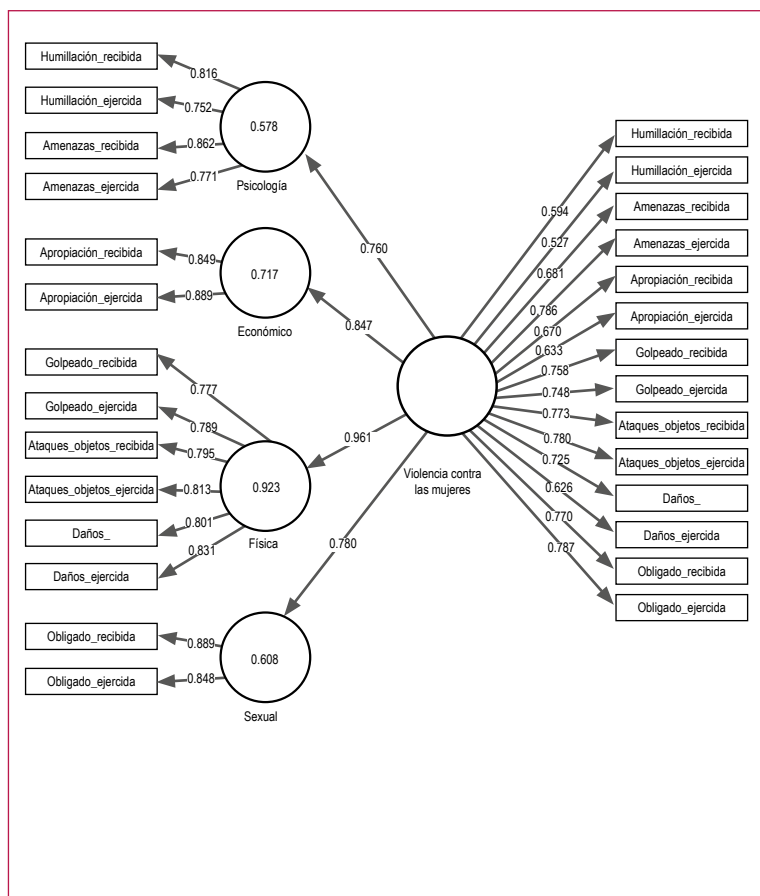 Humillación_recibida
Humillación_ejercida
Amenazas_recibida
Amenazas_ejercida
0.816
0.752
0.862
0.771
0.578
Psicología
Apropiación_recibida
Apropiación_ejercida
0.849
0.889
0.717
Económico
Golpeado_recibida
Golpeado_ejercida
Ataques_objetos_recibida
Ataques_objetos_ejercida
Daños_
Daños_ejercida
0.777
0.789
0.795
0.813
0.801
0.831
0.923
Física
Obligado_recibida
Obligado_ejercida
0.889
0.848
0.608
Sexual
0.760
0.847
0.961
0.780
Violencia contra
las mujeres
0.594
0.527
0.681
0.786
0.670
0.633
0.758
0.748
0.773
0.780
0.725
0.626
0.770
0.787
Humillación_recibida
Humillación_ejercida
Amenazas_recibida
Amenazas_ejercida
Apropiación_recibida
Apropiación_ejercida
Golpeado_recibida
Golpeado_ejercida
Ataques_objetos_recibida
Ataques_objetos_ejercida
Daños_
Daños_ejercida
Obligado_recibida
Obligado_ejercida